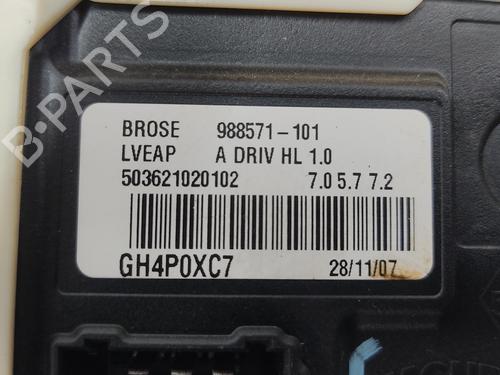 B-PARTS
BROSE 988571-101
LVEAP A DRIV HL 1.0
503621020102 7.0 5.7 7.2
GH4P0XC7 28/11/07